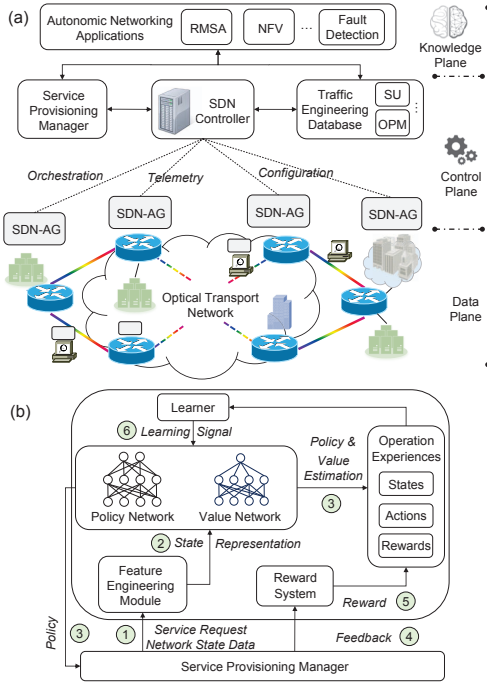 (a)
Autonomic Networking
Applications
RMSA
NFV
...
Fault
Detection
Knowledge
Plane
Service
Provisioning
Manager
SDN
Controller
Traffic
Engineering
Database
SU
OPM
...
Control
Plane
Orchestration
Telemetry
Configuration
SDN-AG
SDN-AG
SDN-AG
SDN-AG
Optical Transport
Network
Data
Plane
(b)
Learner
6 Learning Signal
Policy &
Value
Estimation
3
Operation
Experiences
States
Actions
Rewards
Policy Network
Value Network
2 State Representation
Feature
Engineering
Module
Reward
System
Reward 5
Policy
3
1
Service Request
Network State Data
Feedback 4
Service Provisioning Manager